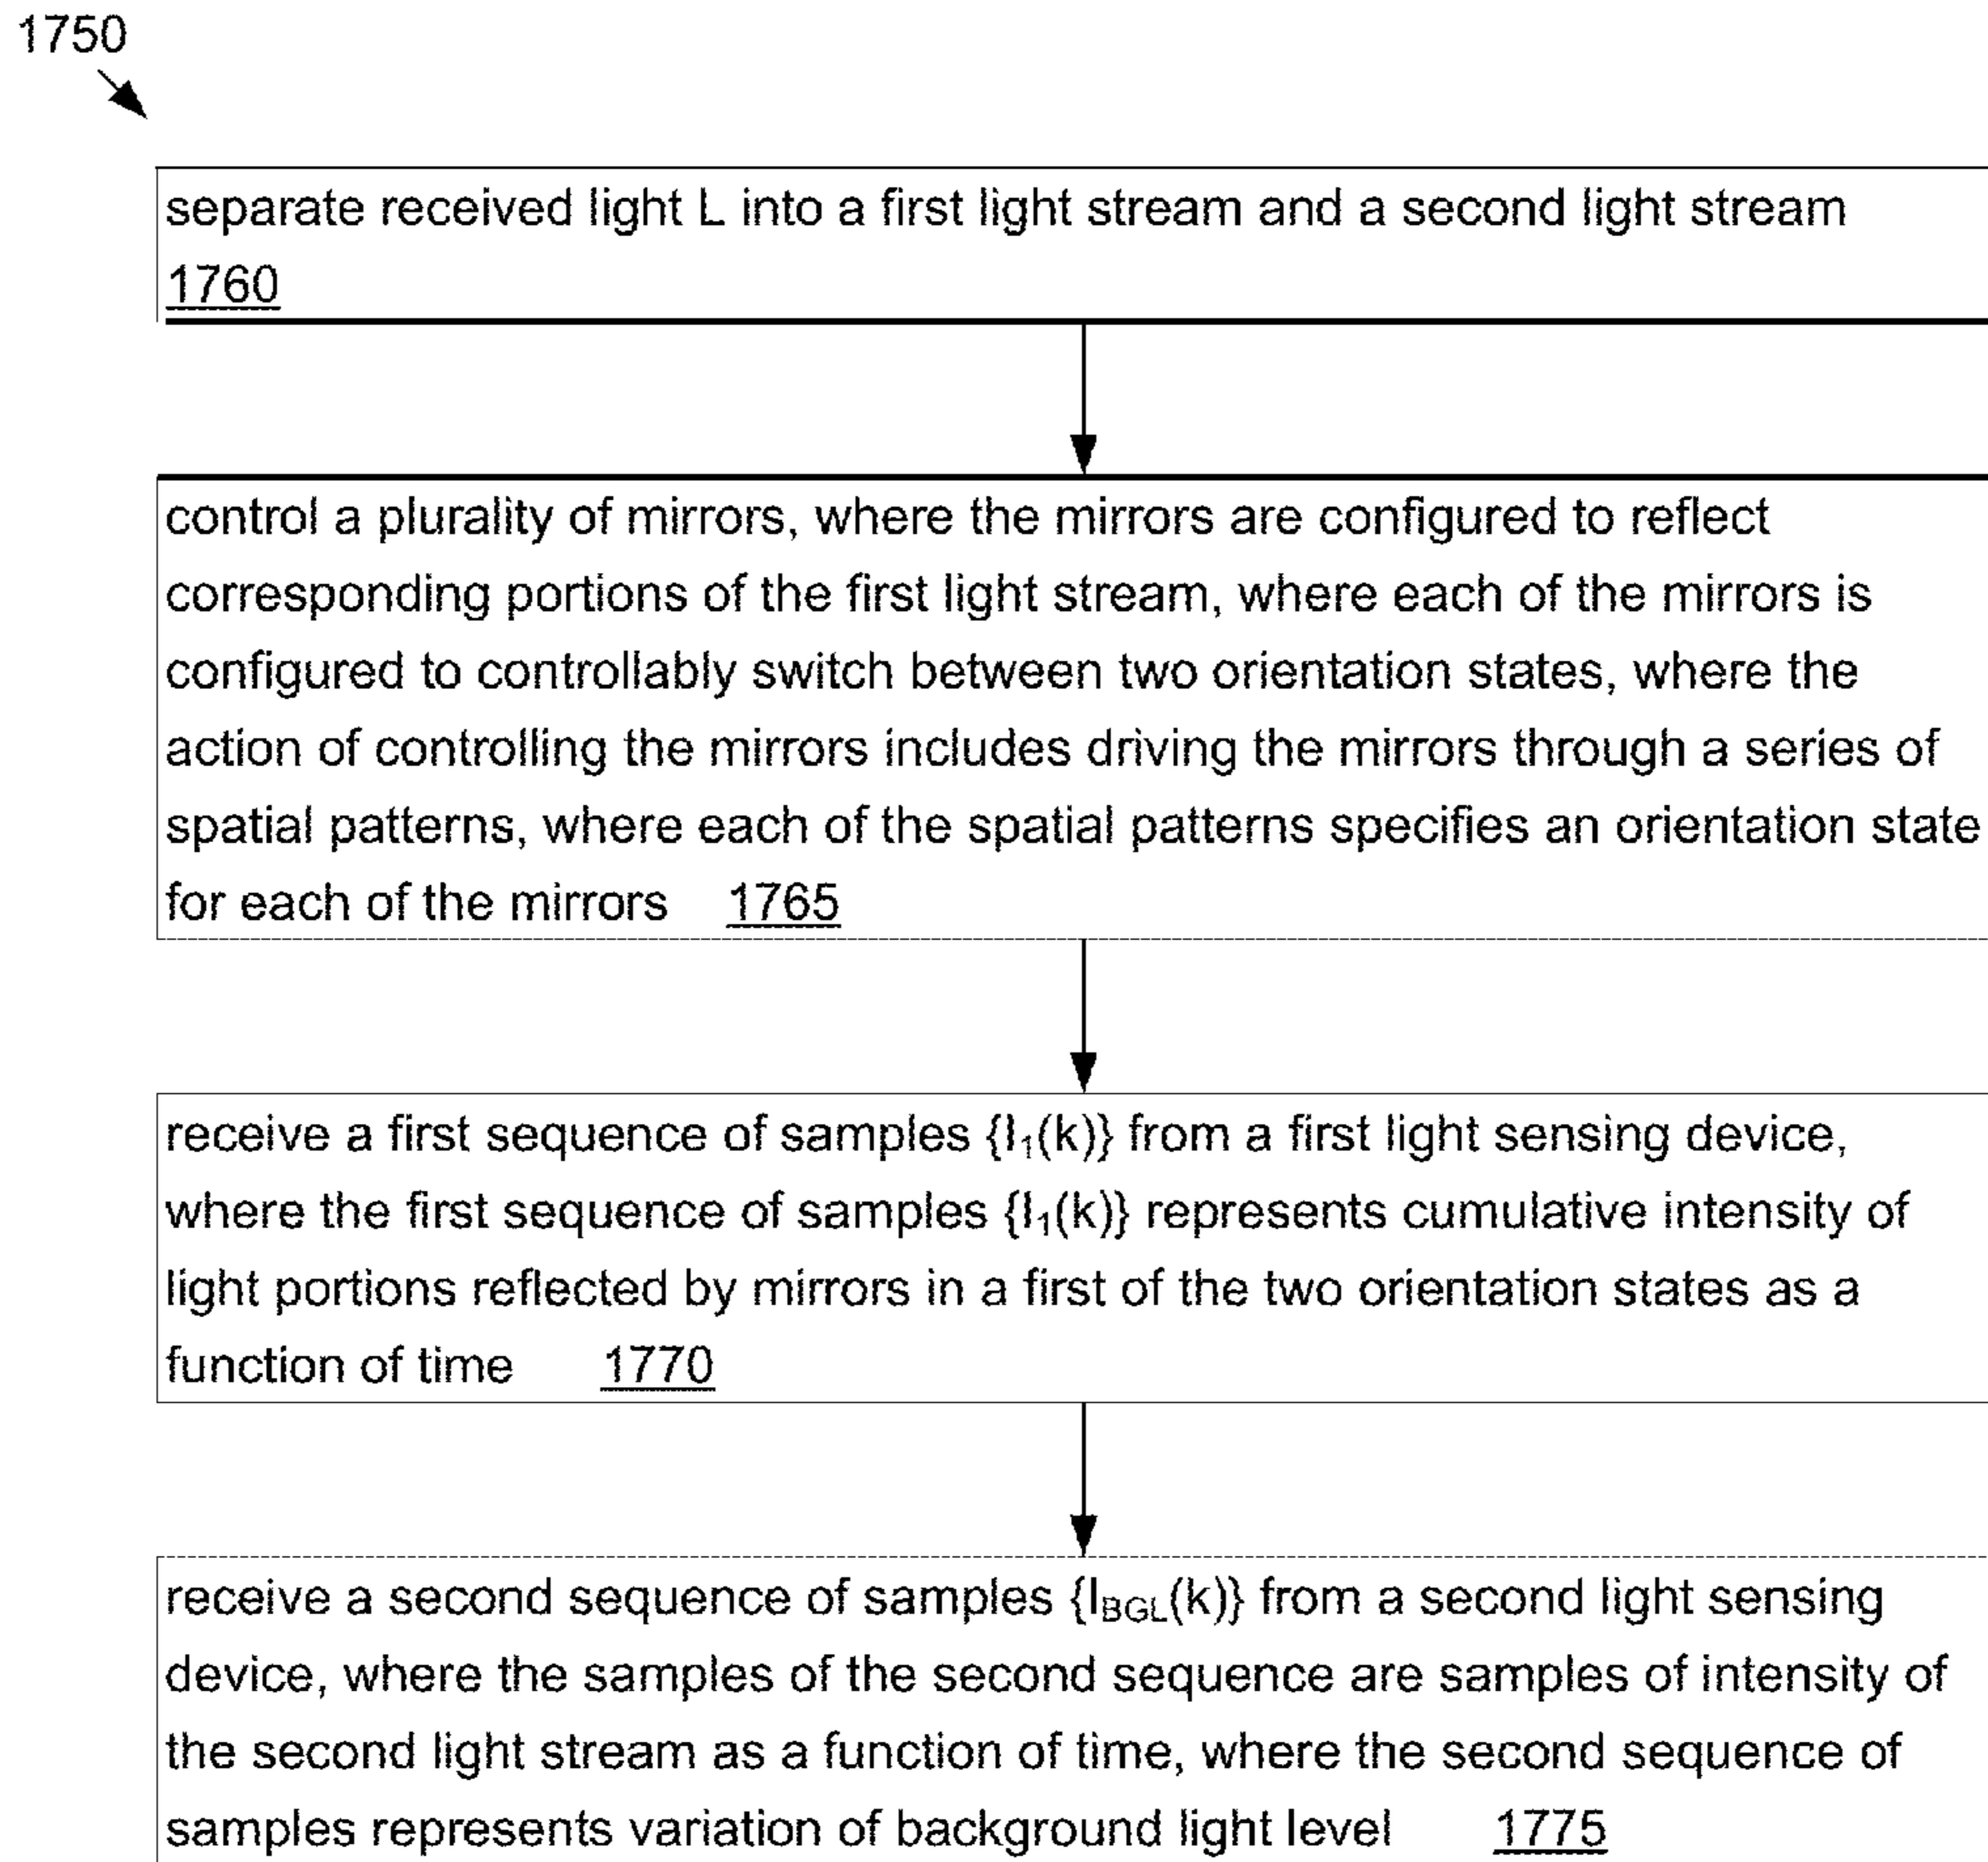 1750
separate received light L into a first light stream and a second light stream
1760
control a plurality of mirrors, where the mirrors are configured to reflect
corresponding portions of the first light stream, where each of the mirrors is
configured to controllably switch between two orientation states, where the
action of controlling the mirrors includes driving the mirrors through a series of
spatial patterns, where each of the spatial patterns specifies an orientation state
for each of the mirrors 1765
receive a first sequence of samples {I₁(k)} from a first light sensing device,
where the first sequence of samples {I₁(k)} represents cumulative intensity of
light portions reflected by mirrors in a first of the two orientation states as a
function of time 1770
receive a second sequence of samples {I_BGL(k)} from a second light sensing
device, where the samples of the second sequence are samples of intensity of
the second light stream as a function of time, where the second sequence of
samples represents variation of background light level 1775